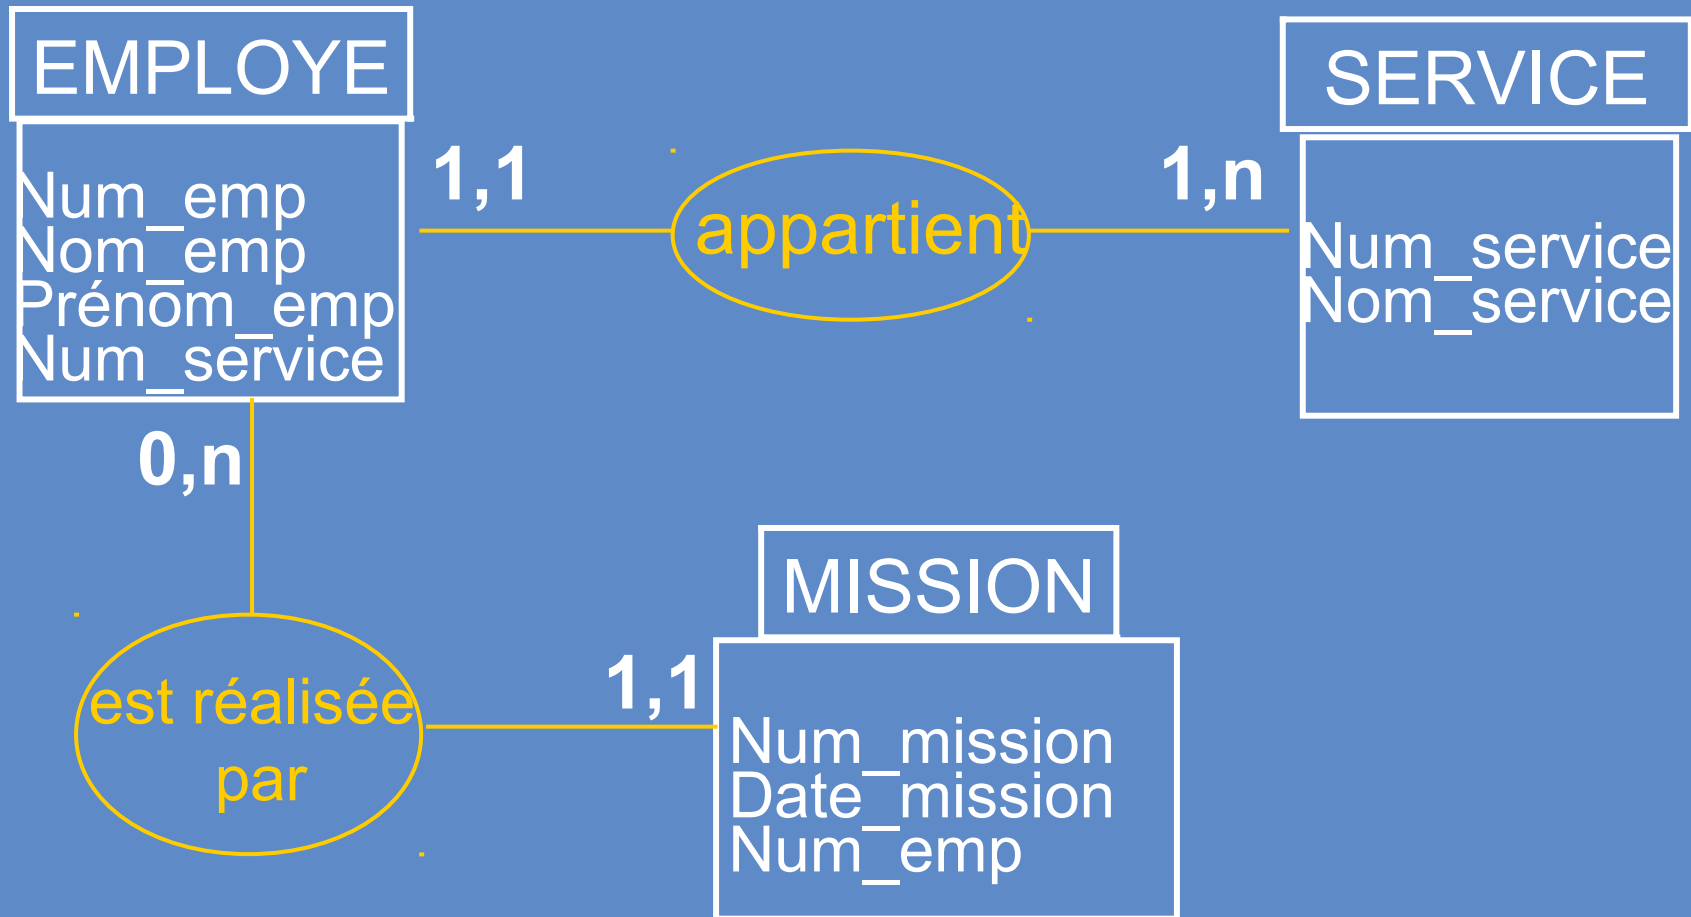 EMPLOYE
Num_emp
Nom_emp
Prénom_emp
Num_service
1,1
appartient
1,n
SERVICE
Num_service
Nom_service
0,n
est réalisée
par
1,1
MISSION
Num_mission
Date_mission
Num_emp